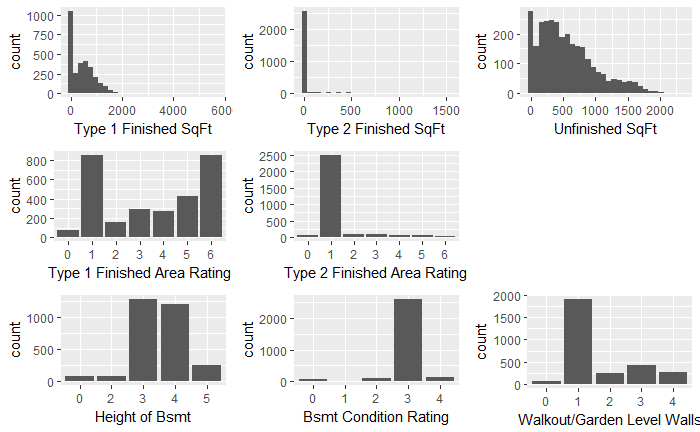 count
1000
750
500
250
0
0 2000 4000 6000
Type 1 Finished SqFt
count
2000
1000
0
0 500 1000 1500
Type 2 Finished SqFt
count
200
100
0
0 500 1000 1500 2000
Unfinished SqFt
count
800
600
400
200
0
0 1 2 3 4 5 6
Type 1 Finished Area Rating
count
2500
2000
1500
1000
500
0
0 1 2 3 4 5 6
Type 2 Finished Area Rating
count
1000
500
0
0 1 2 3 4 5
Height of Bsmt
count
2000
1000
0
0 1 2 3 4
Bsmt Condition Rating
count
2000
1500
1000
500
0
0 1 2 3 4
Walkout/Garden Level Walls